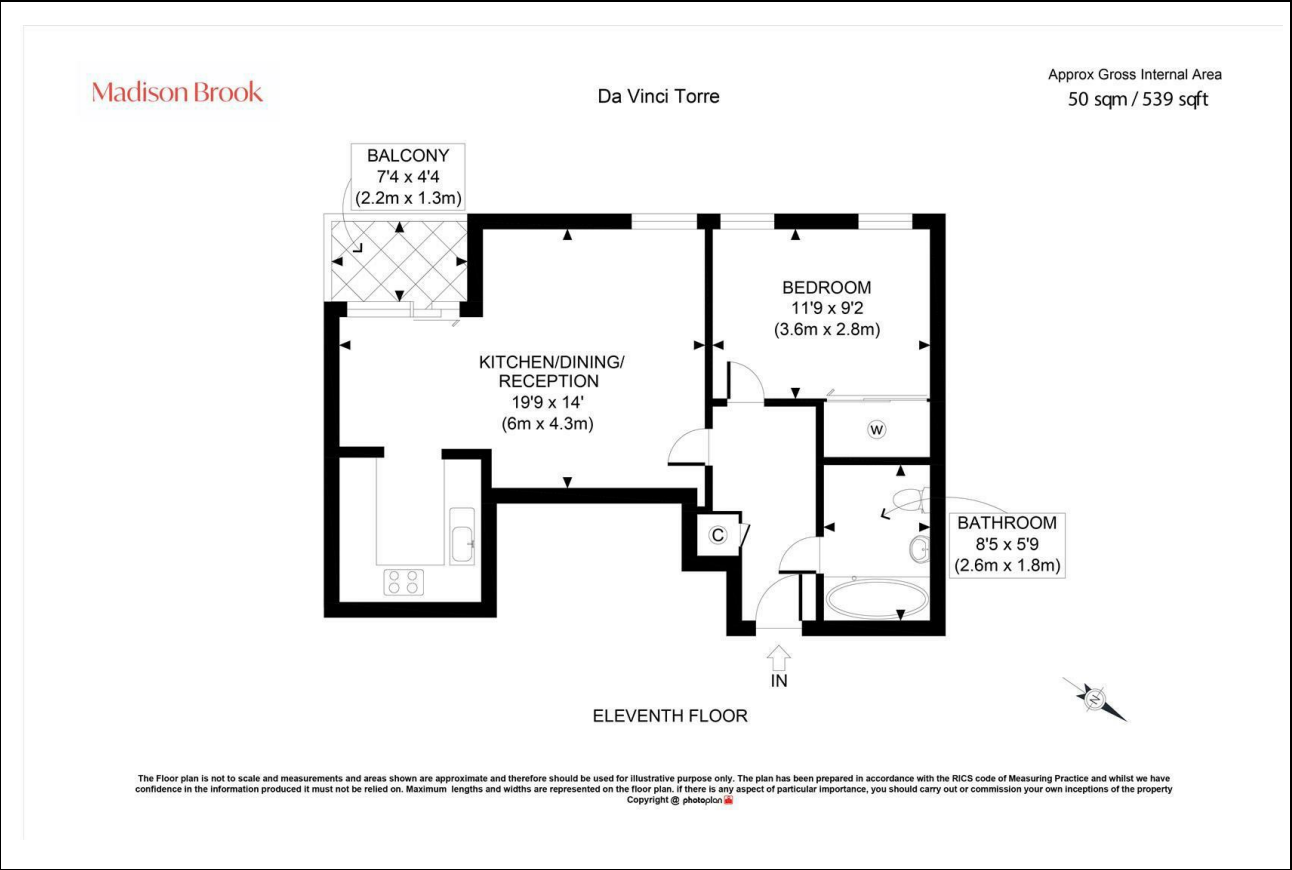 Madison Brook
Da Vinci Torre
Approx Gross Internal Area
50 sqm / 539 sqft
BALCONY
7'4 x 4'4
(2.2m x 1.3m)
BEDROOM
11'9 x 9'2
(3.6m x 2.8m)
KITCHEN/DINING/
RECEPTION
19'9 x 14'
(6m x 4.3m)
W
C
BATHROOM
8'5 x 5'9
(2.6m x 1.8m)
IN
N
ELEVENTH FLOOR
The Floor plan is not to scale and measurements and areas shown are approximate and therefore should be used for illustrative purpose only. The plan has been prepared in accordance with the RICS code of Measuring Practice and whilst we have
confidence in the information produced it must not be relied on. Maximum lengths and widths are represented on the floor plan. if there is any aspect of particular importance, you should carry out or commission your own inceptions of the property
Copyright @ photoplan